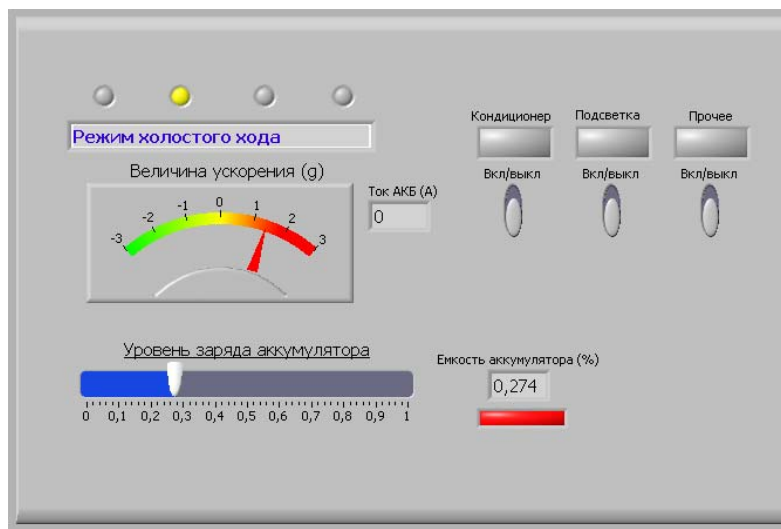 Режим холостого хода
Величина ускорения (g)
-3 -2 -1 0 1 2 3
Ток АКБ (А)
0
Кондиционер Подсветка Прочее
Вкл/выкл Вкл/выкл Вкл/выкл
Уровень заряда аккумулятора
0 0,1 0,2 0,3 0,4 0,5 0,6 0,7 0,8 0,9 1
Емкость аккумулятора (%)
0,274